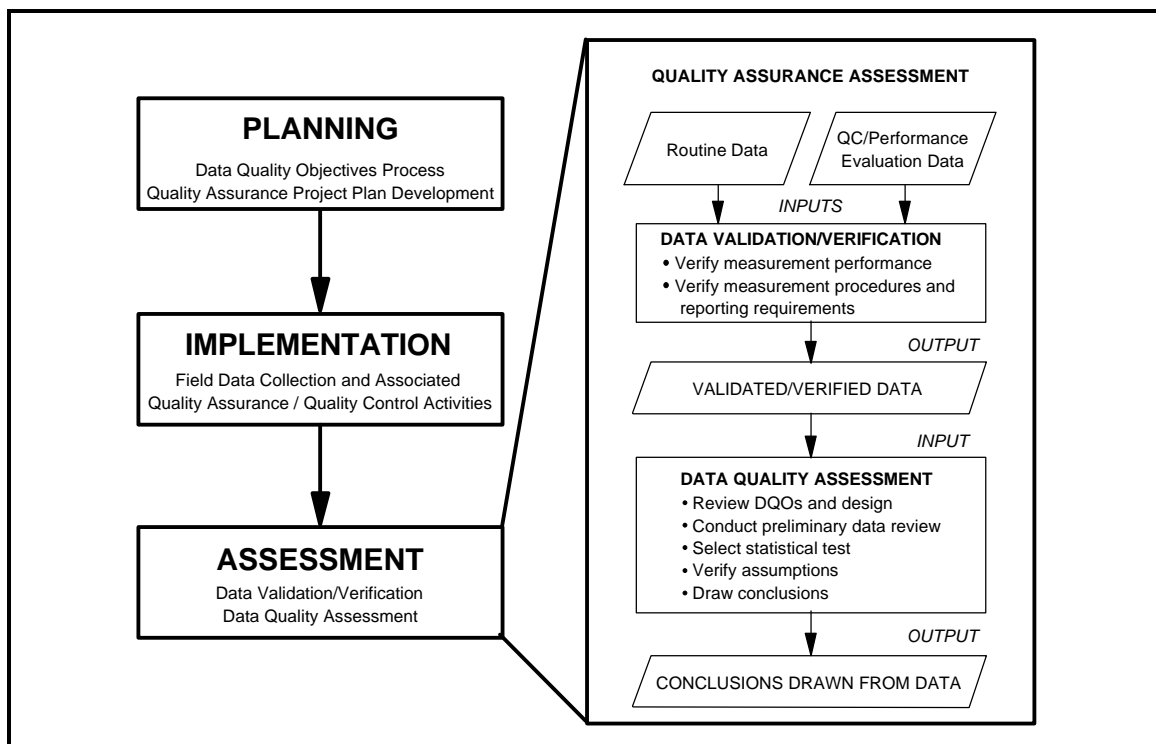 PLANNING
Data Quality Objectives Process
Quality Assurance Project Plan Development
IMPLEMENTATION
Field Data Collection and Associated
Quality Assurance / Quality Control Activities
ASSESSMENT
Data Validation/Verification
Data Quality Assessment
QUALITY ASSURANCE ASSESSMENT
Routine Data
QC/Performance
Evaluation Data
INPUTS
DATA VALIDATION/VERIFICATION
• Verify measurement performance
• Verify measurement procedures and
reporting requirements
OUTPUT
VALIDATED/VERIFIED DATA
INPUT
DATA QUALITY ASSESSMENT
• Review DQOs and design
• Conduct preliminary data review
• Select statistical test
• Verify assumptions
• Draw conclusions
OUTPUT
CONCLUSIONS DRAWN FROM DATA